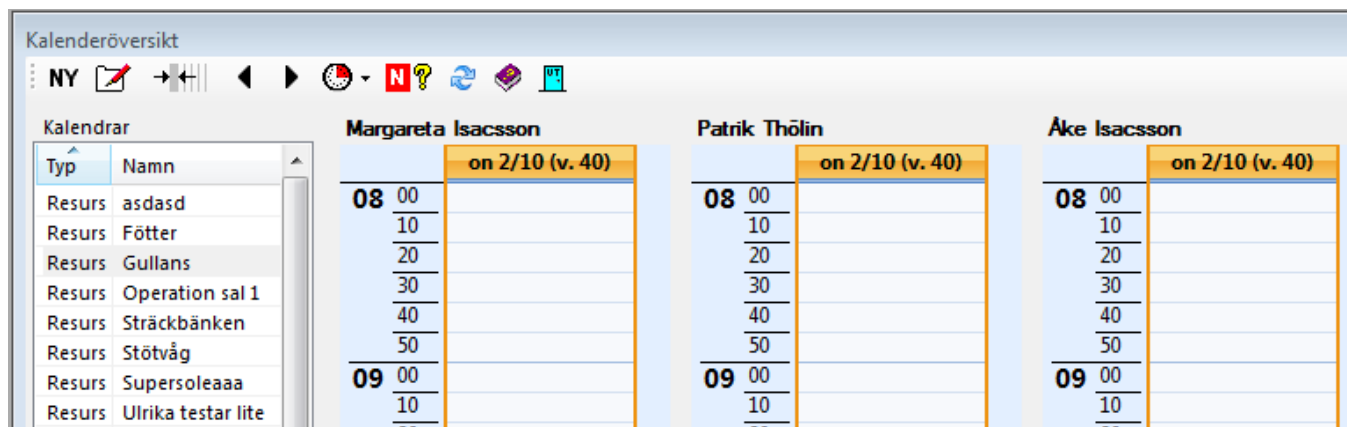 Kalenderöversikt
NY N ? UT
Kalendrar
Typ Namn
Resurs asdasd
Resurs Fötter
Resurs Gullans
Resurs Operation sal 1
Resurs Sträckbänken
Resurs Stötvåg
Resurs Supersoleaaa
Resurs Ulrika testar lite
Margareta Isacsson
on 2/10 (v. 40)
08 00
10
20
30
40
50
09 00
10
Patrik Thölin
on 2/10 (v. 40)
08 00
10
20
30
40
50
09 00
10
Åke Isacsson
on 2/10 (v. 40)
08 00
10
20
30
40
50
09 00
10